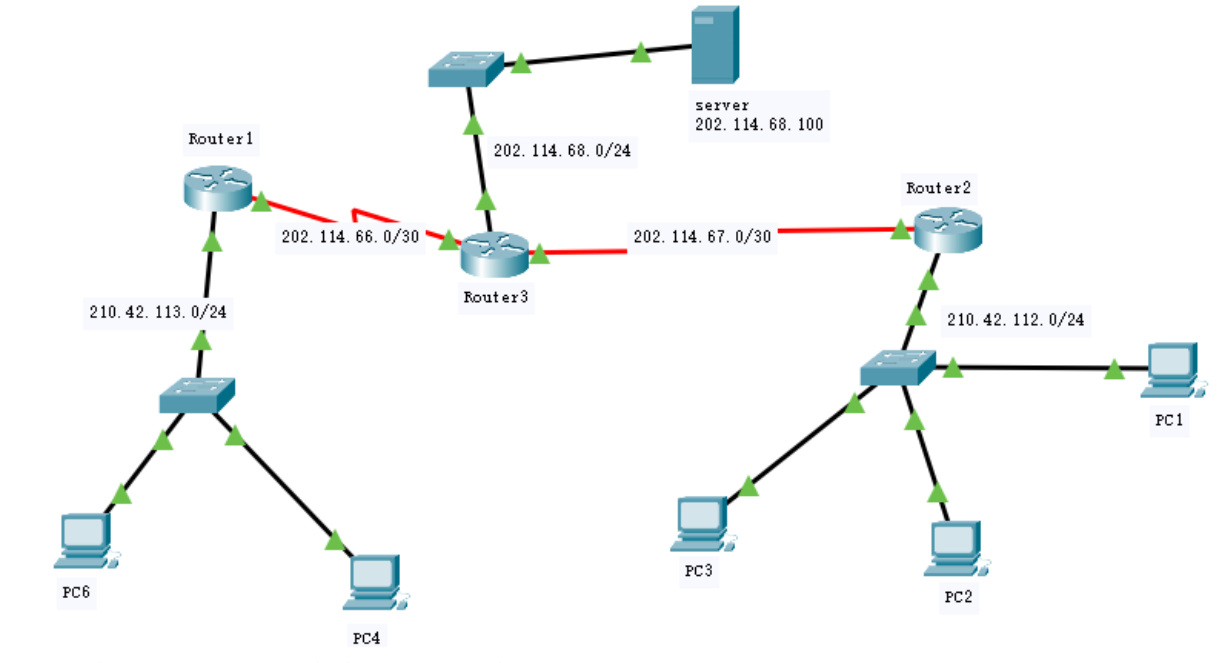 server
202.114.68.100
Router1
202.114.68.0/24
Router2
202.114.66.0/30
202.114.67.0/30
Router3
210.42.113.0/24
210.42.112.0/24
PC1
PC3
PC6
PC2
PC4